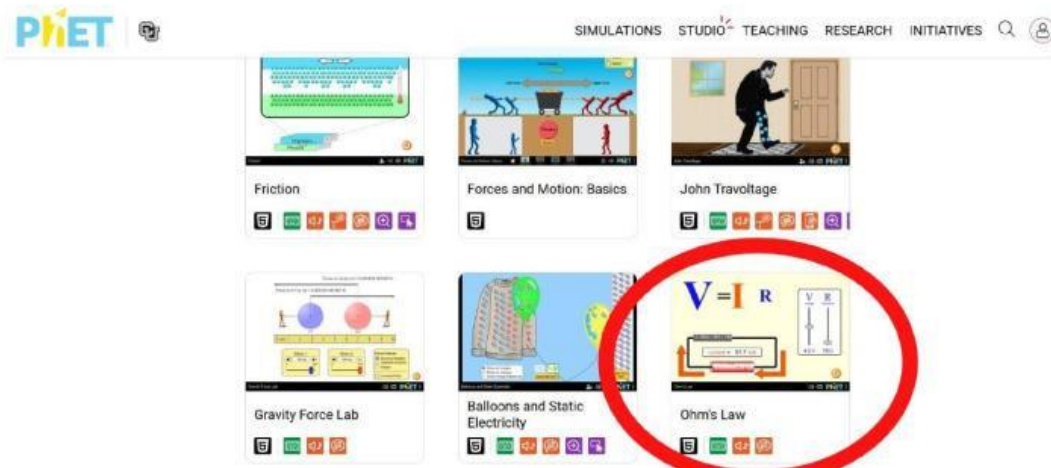 PhET
SIMULATIONS STUDIO TEACHING RESEARCH INITIATIVES
Friction
Forces and Motion: Basics
John Travoltage
V = I R
V R
Gravity Force Lab
Balloons and Static
Electricity
Ohm's Law